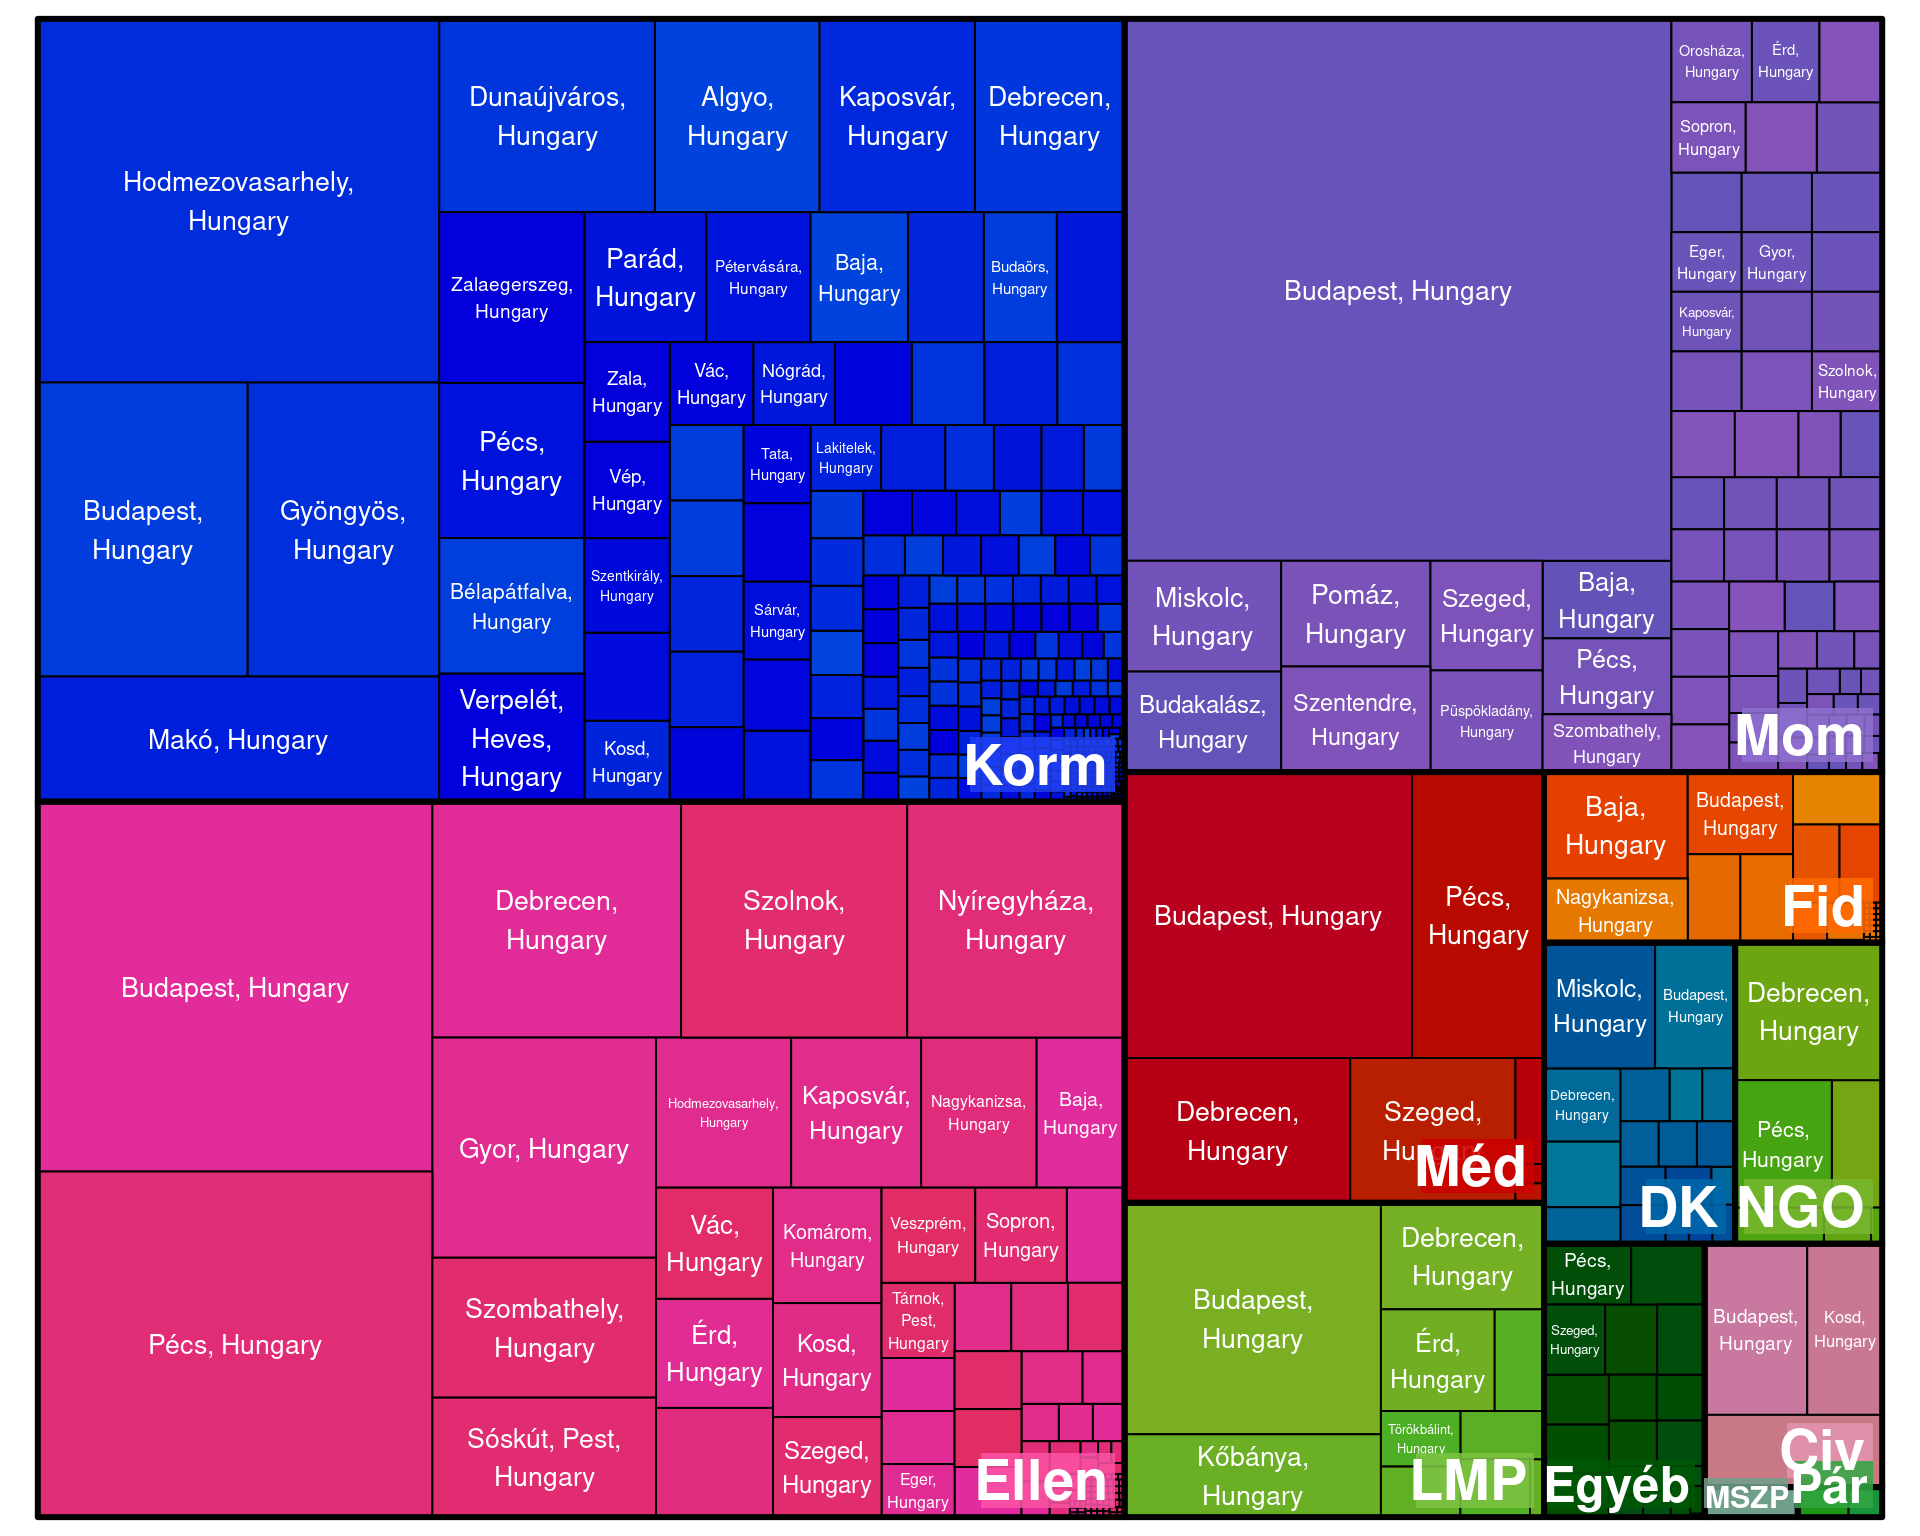 Hodmezovasarhely,
Hungary
Dunaújváros,
Hungary
Algyo,
Hungary
Kaposvár,
Hungary
Debrecen,
Hungary
Zalaegerszeg,
Hungary
Parád,
Hungary
Pétervására,
Hungary
Baja,
Hungary
Budaörs,
Hungary
Zala,
Hungary
Vác,
Hungary
Nógrád,
Hungary
Budapest,
Hungary
Gyöngyös,
Hungary
Pécs,
Hungary
Vép,
Hungary
Tata,
Hungary
Lakitelek,
Hungary
Bélapátfalva,
Hungary
Szentkirály,
Hungary
Sárvár,
Hungary
Makó, Hungary
Verpelét,
Heves,
Hungary
Kosd,
Hungary
Korm
Budapest, Hungary
Orosháza,
Hungary
Érd,
Hungary
Sopron,
Hungary
Eger,
Hungary
Gyor,
Hungary
Kaposvár,
Hungary
Szolnok,
Hungary
Miskolc,
Hungary
Pomáz,
Hungary
Szeged,
Hungary
Baja,
Hungary
Pécs,
Hungary
Budakalász,
Hungary
Szentendre,
Hungary
Püspökladány,
Hungary
Szombathely,
Hungary
Mom
Budapest, Hungary
Debrecen,
Hungary
Szolnok,
Hungary
Nyíregyháza,
Hungary
Gyor, Hungary
Hodmezovasarhely,
Hungary
Kaposvár,
Hungary
Nagykanizsa,
Hungary
Baja,
Hungary
Pécs, Hungary
Szombathely,
Hungary
Sóskút, Pest,
Hungary
Vác,
Hungary
Komárom,
Hungary
Veszprém,
Hungary
Sopron,
Hungary
Érd,
Hungary
Kosd,
Hungary
Tárnok,
Pest,
Hungary
Szeged,
Hungary
Eger,
Hungary
Ellen
Budapest, Hungary
Pécs,
Hungary
Debrecen,
Hungary
Szeged,
Hungary
Méd
Baja,
Hungary
Budapest,
Hungary
Nagykanizsa,
Hungary
Fid
Miskolc,
Hungary
Budapest,
Hungary
Debrecen,
Hungary
DK
Debrecen,
Hungary
Pécs,
Hungary
NGO
Budapest,
Hungary
Debrecen,
Hungary
Érd,
Hungary
Törökbálint,
Hungary
Kőbánya,
Hungary
LMP
Pécs,
Hungary
Szeged,
Hungary
Egyéb
Budapest,
Hungary
Kosd,
Hungary
Civ
MSZP
Pár